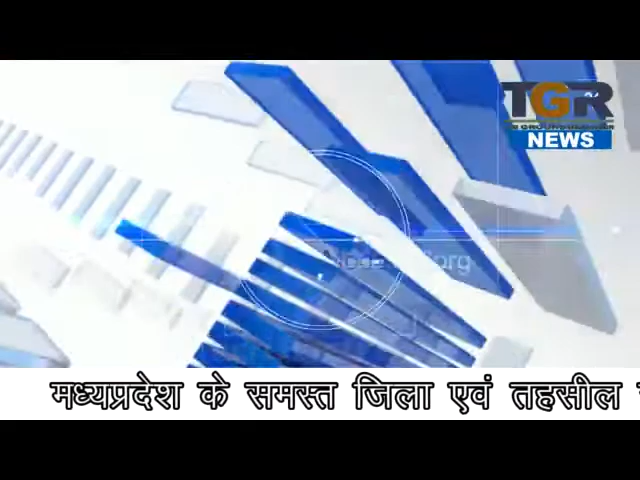 TGR
NEWS
मध्यप्रदेश के समस्त जिला एवं तहसील